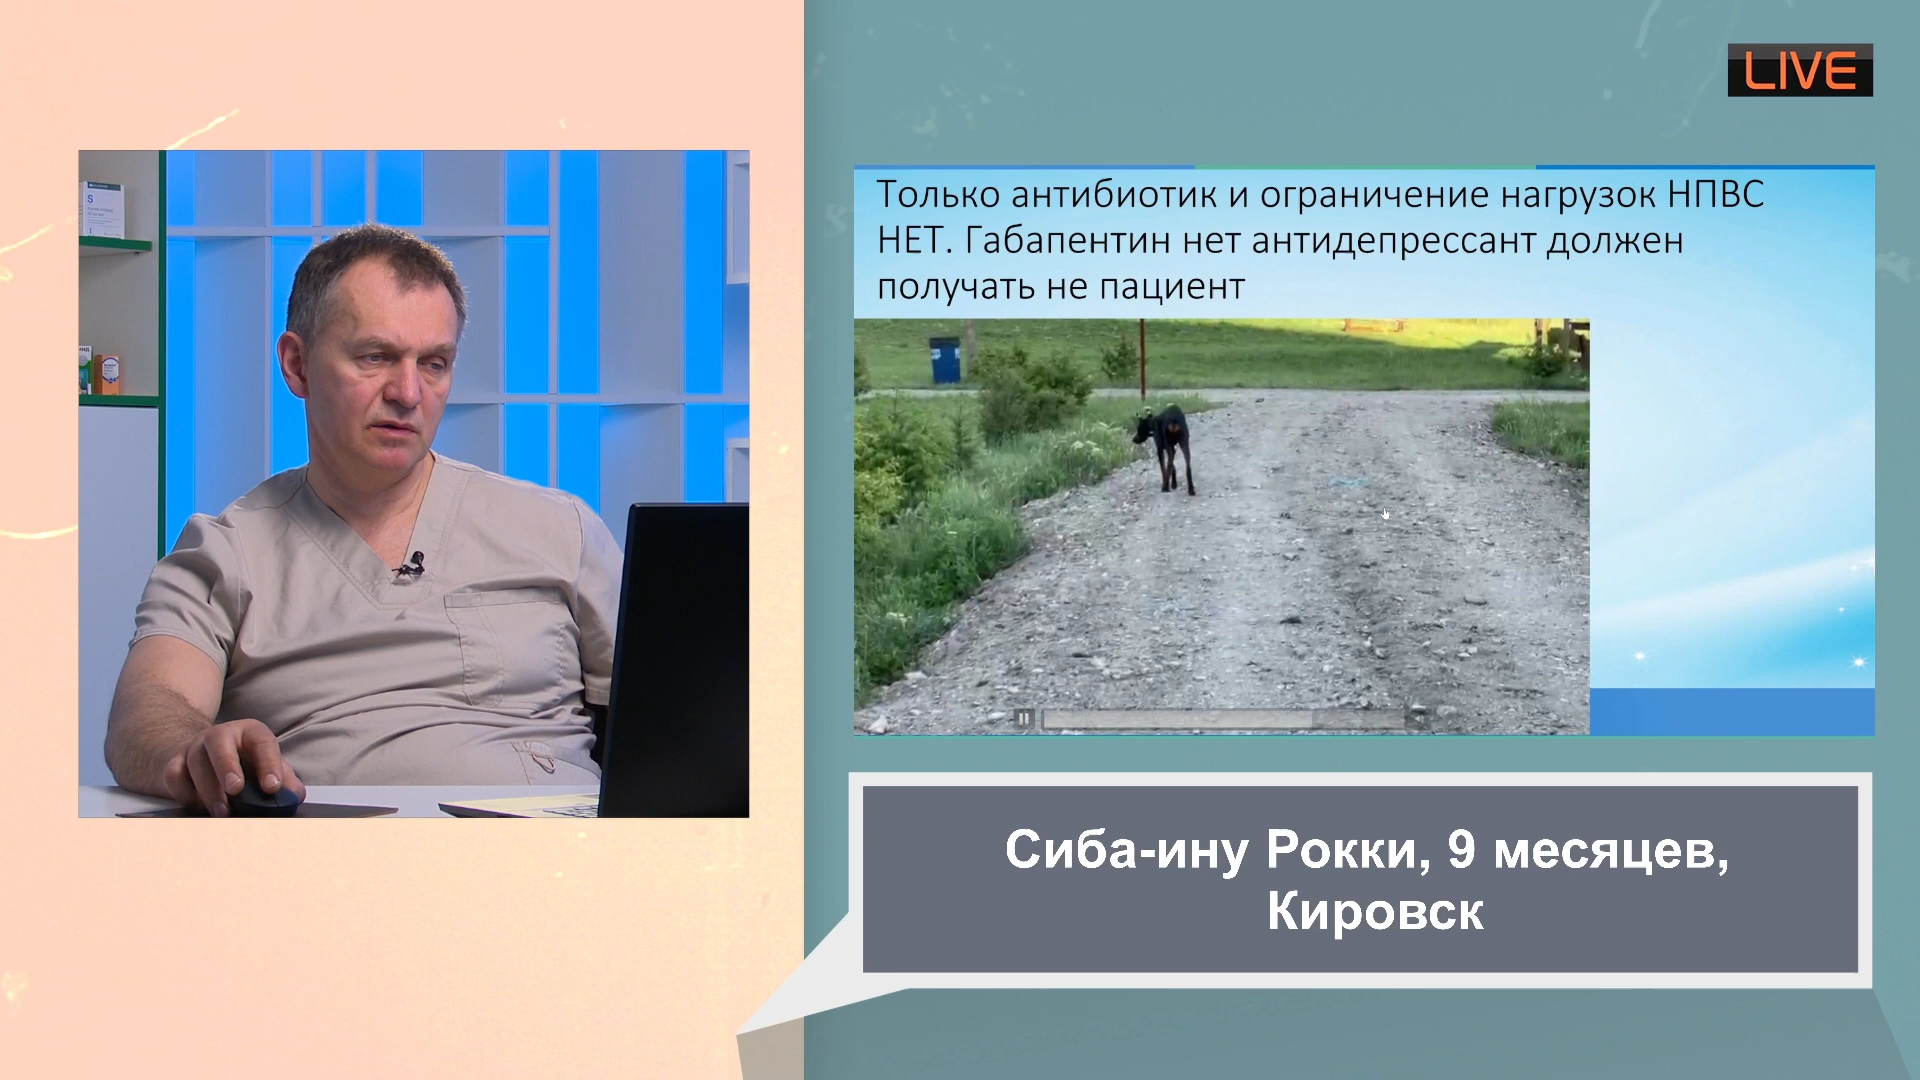 LIVE
Только антибиотик и ограничение нагрузок НПВС
НЕТ. Габапентин нет антидепрессант должен
получать не пациент
S
Сиба-ину Рокки, 9 месяцев,
Кировск